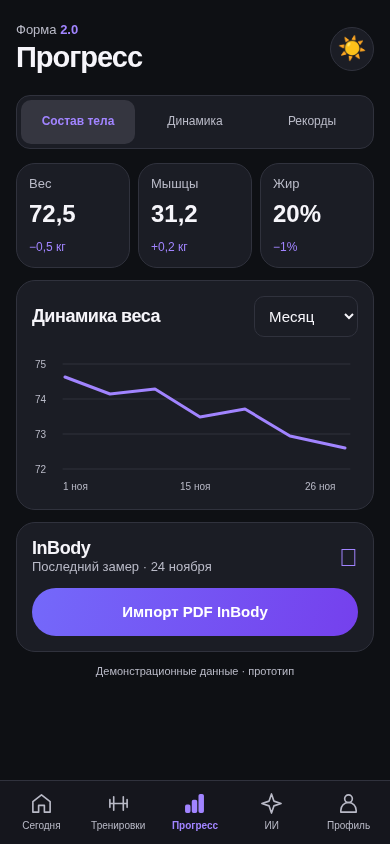 Форма 2.0
Прогресс
Состав тела
Динамика
Рекорды
Вес
Мышцы
Жир
72,5
31,2
20%
−0,5 кг
+0,2 кг
−1%
Динамика веса
Месяц
75
74
73
72
1 ноя
15 ноя
26 ноя
InBody
Последний замер · 24 ноября
Импорт PDF InBody
Демонстрационные данные · прототип
Сегодня
Тренировки
Прогресс
ИИ
Профиль